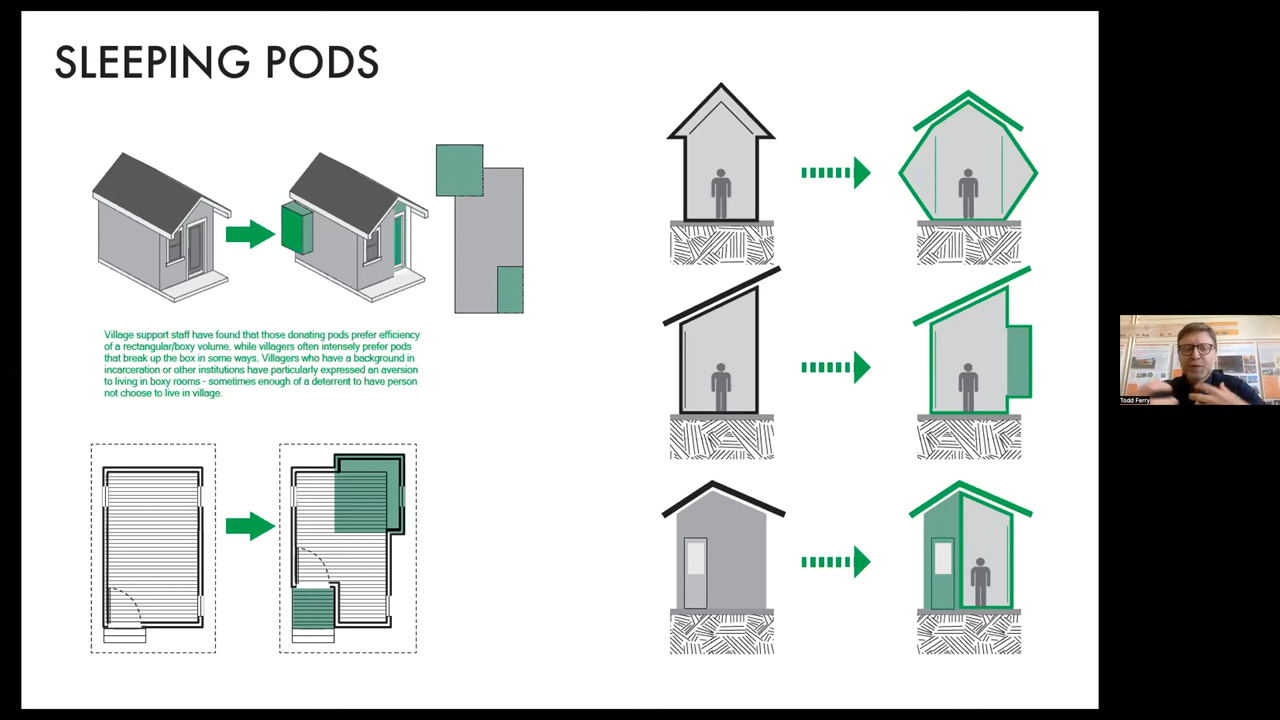 SLEEPING PODS
Village support staff have found that those donating pods prefer efficiency
of a rectangular/boxy volume, while villagers often intensely prefer pods
that break up the box in some ways. Villagers who have a background in
incarceration or other institutions have particularly expressed an aversion
to living in boxy rooms - sometimes enough of a deterrent to have person
not choose to live in village.
Todd Ferry